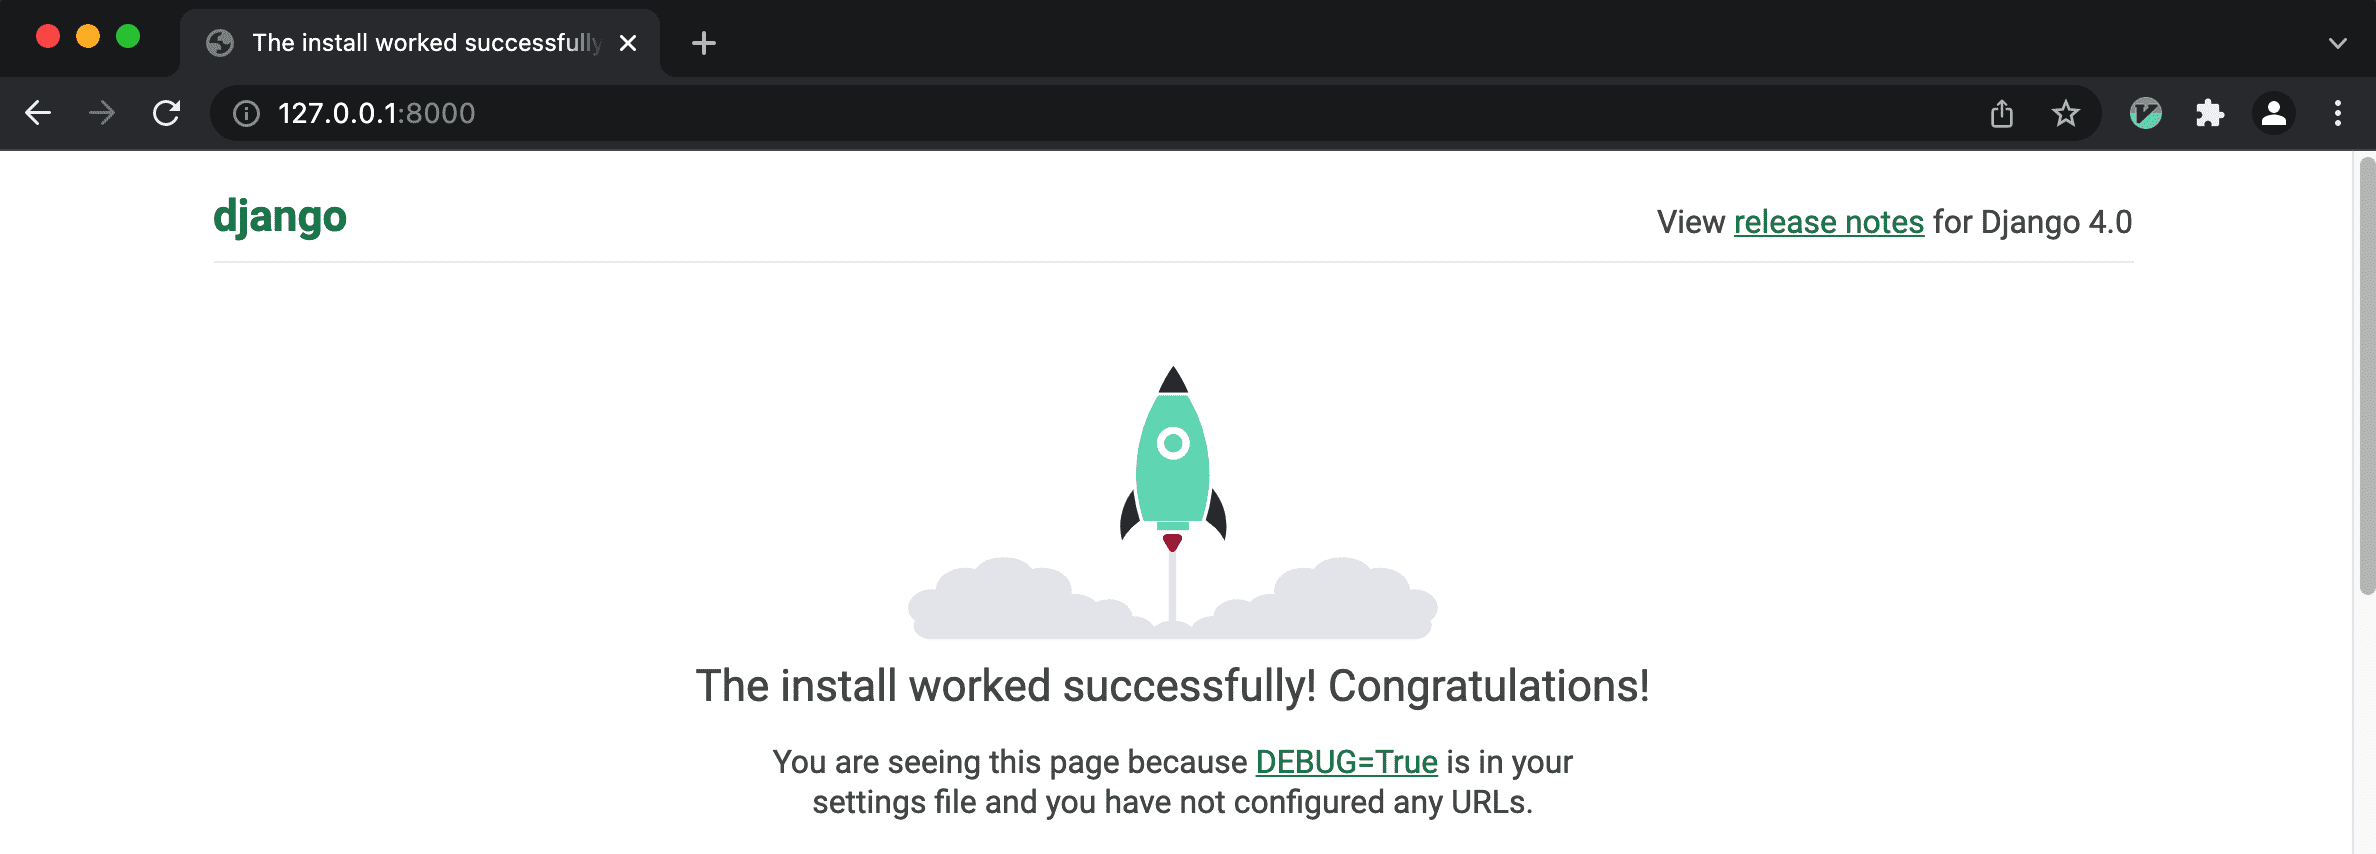 The install worked successfully
127.0.0.1:8000
django
View release notes for Django 4.0
The install worked successfully! Congratulations!
You are seeing this page because DEBUG=True is in your
settings file and you have not configured any URLs.